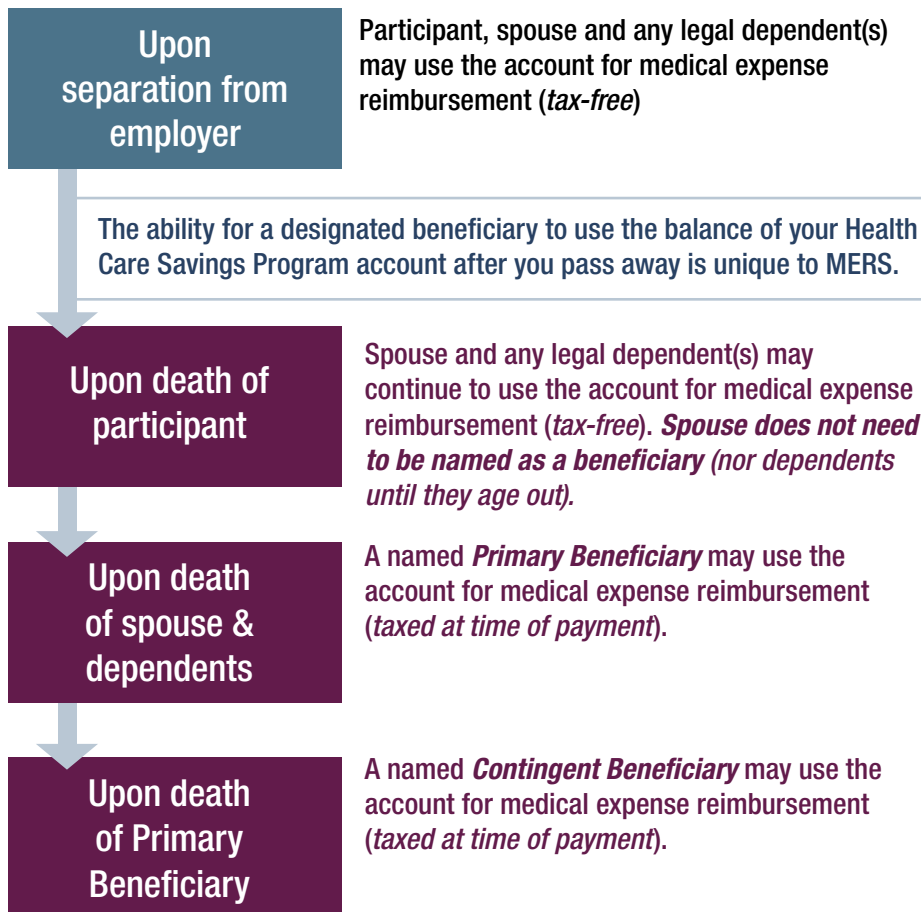 Upon
separation from
employer
Participant, spouse and any legal dependent(s)
may use the account for medical expense
reimbursement (tax-free)
The ability for a designated beneficiary to use the balance of your Health
Care Savings Program account after you pass away is unique to MERS.
Upon death of
participant
Spouse and any legal dependent(s) may
continue to use the account for medical expense
reimbursement (tax-free). Spouse does not need
to be named as a beneficiary (nor dependents
until they age out).
Upon death
of spouse &
dependents
A named Primary Beneficiary may use the
account for medical expense reimbursement
(taxed at time of payment).
Upon death
of Primary
Beneficiary
A named Contingent Beneficiary may use the
account for medical expense reimbursement
(taxed at time of payment).